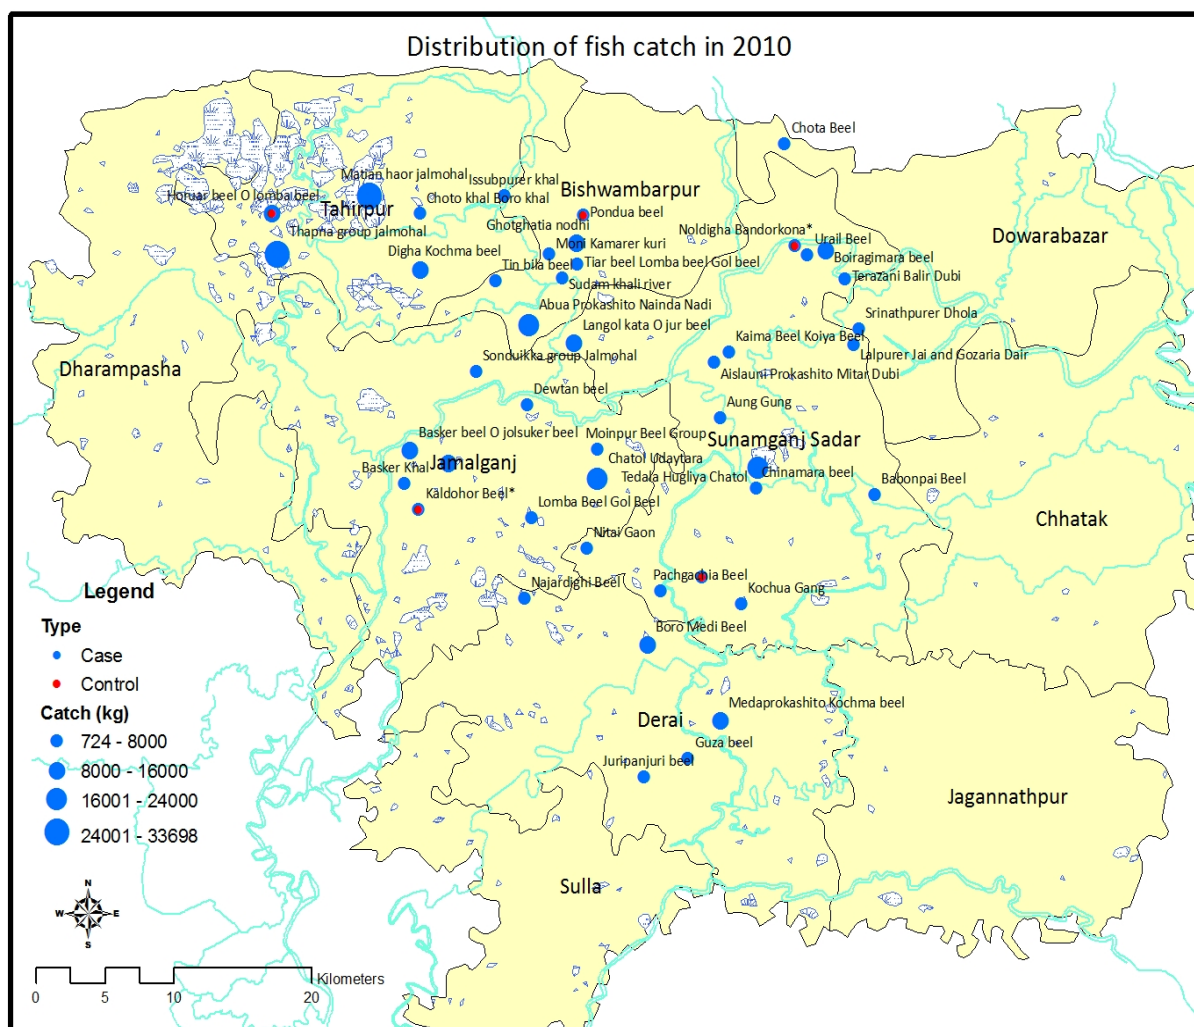 Distribution of fish catch in 2010
Chota Beel
Matian haor jalmohal
Issubpurer khal
Bishwambarpur
Horuar beel O lomba beel
Tahirpur
Choto khal Boro khal
Pondua beel
Ghotghatia nodhi
Noldigha Bandorkona*
Urail Beel
Dowarabazar
Thapna group jalmohal
Digha Kochma beel
Moni Kamarer kuri
Boiragimara beel
Tin bila beel
Tiar beel Lomba beel Gol beel
Terazani Balir Dubi
Sudam khali river
Abua Prokashito Nainda Nadi
Srinathpurer Dhola
Langol kata O jur beel
Kaima Beel Koiya Beel
Sonduikka group Jalmohal
Lalpurer Jai and Gozaria Dair
Dharampasha
Aislauni Prokashito Mitar Dubi
Dewtan beel
Aung Gung
Basker beel O jolsuker beel
Moinpur Beel Group
Sunamganj Sadar
Jamalganj
Chatol Udaytara
Basker Khal
Tedala Hugliya Chatol
Chinamara beel
Babonpai Beel
Kaldohor Beel*
Lomba Beel Gol Beel
Chhatak
Nitai Gaon
Najardighi Beel
Pachgachia Beel
Kochua Gang
Boro Medi Beel
Medaprokashito Kochma beel
Derai
Guza beel
Juripanjuri beel
Jagannathpur
Sulla
Legend
Type
Case
Control
Catch (kg)
724 - 8000
8000 - 16000
16001 - 24000
24001 - 33698
N
W
E
S
Kilometers
0 5 10 20